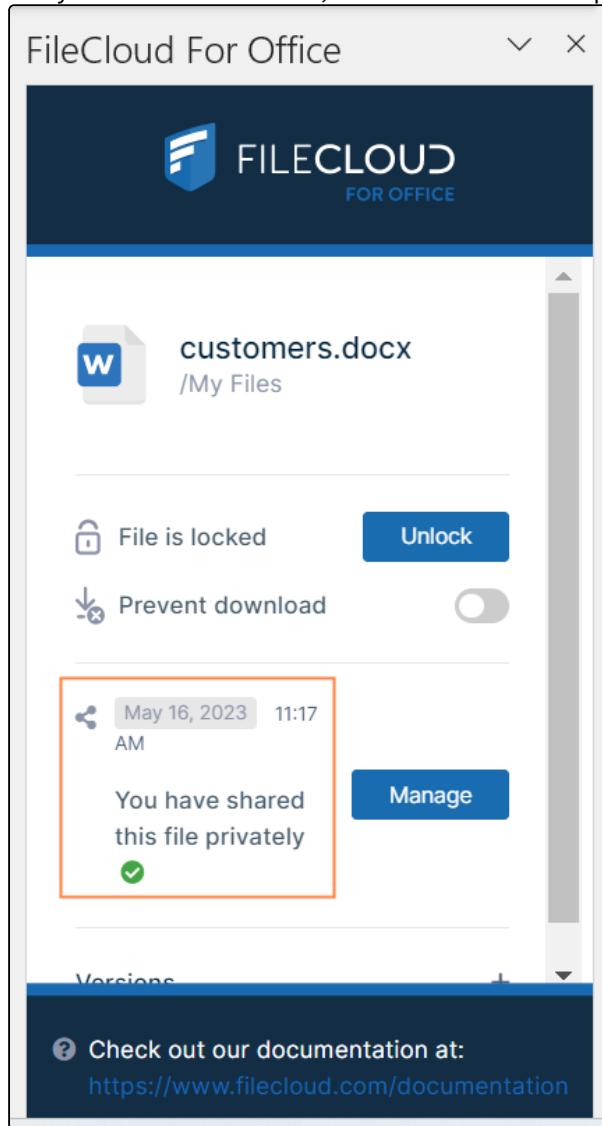 FileCloud For Office
FILECLOUD
FOR OFFICE
W
customers.docx
/My Files
File is locked
Unlock
Prevent download
May 16, 2023 11:17
AM
You have shared
this file privately
Manage
Versions
+
? Check out our documentation at:
https://www.filecloud.com/documentation